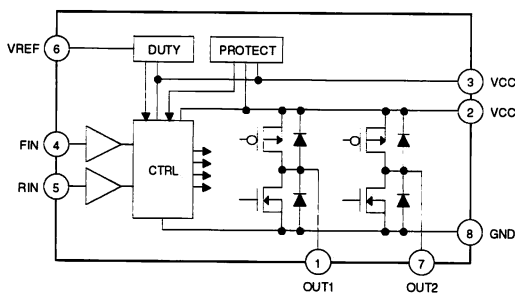 VREF 6 DUTY PROTECT
3 VCC
2 VCC
FIN 4
CTRL
RIN 5
8 GND
1 7
OUT1 OUT2